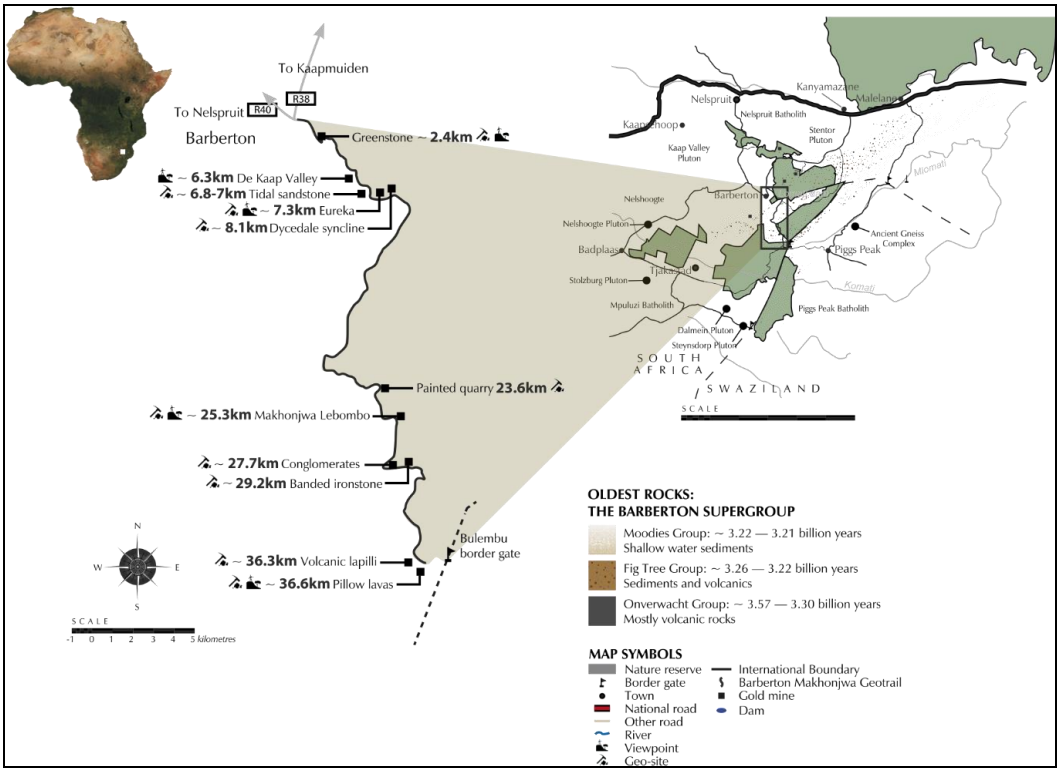 To Kaapmuiden
R38
To Nelspruit R40
Barberton
Greenstone ~ 2.4km
~ 6.3km De Kaap Valley
~ 6.8-7km Tidal sandstone
~ 7.3km Eureka
~ 8.1km Dycedale syncline
Painted quarry 23.6km
~ 25.3km Makhonjwa Lebombo
~ 27.7km Conglomerates
~ 29.2km Banded ironstone
Bulembu
border gate
~ 36.3km Volcanic lapilli
~ 36.6km Pillow lavas
N
W E
S
SCALE
-1 0 1 2 3 4 5 kilometres
Kanyamazane
Nelspruit
Malelane
Nelspruit Batholith
Kaapsehoop
Stentor
Pluton
Kaap Valley
Pluton
Mlomati
Barberton
Nelshoogte
Nelshoogte Pluton
Ancient Gneiss
Complex
Badplaas
Piggs Peak
Tjakastad
Stolzburg Pluton
Komati
Mpuluzi Batholith
Piggs Peak Batholith
Dalmein Pluton
Steynsdorp Pluton
SOUTH
AFRICA
SWAZILAND
SCALE
OLDEST ROCKS:
THE BARBERTON SUPERGROUP
Moodies Group: ~ 3.22 — 3.21 billion years
Shallow water sediments
Fig Tree Group: ~ 3.26 — 3.22 billion years
Sediments and volcanics
Onverwacht Group: ~ 3.57 — 3.30 billion years
Mostly volcanic rocks
MAP SYMBOLS
Nature reserve
Border gate
Town
National road
Other road
River
Viewpoint
Geo-site
International Boundary
Barberton Makhonjwa Geotrail
Gold mine
Dam